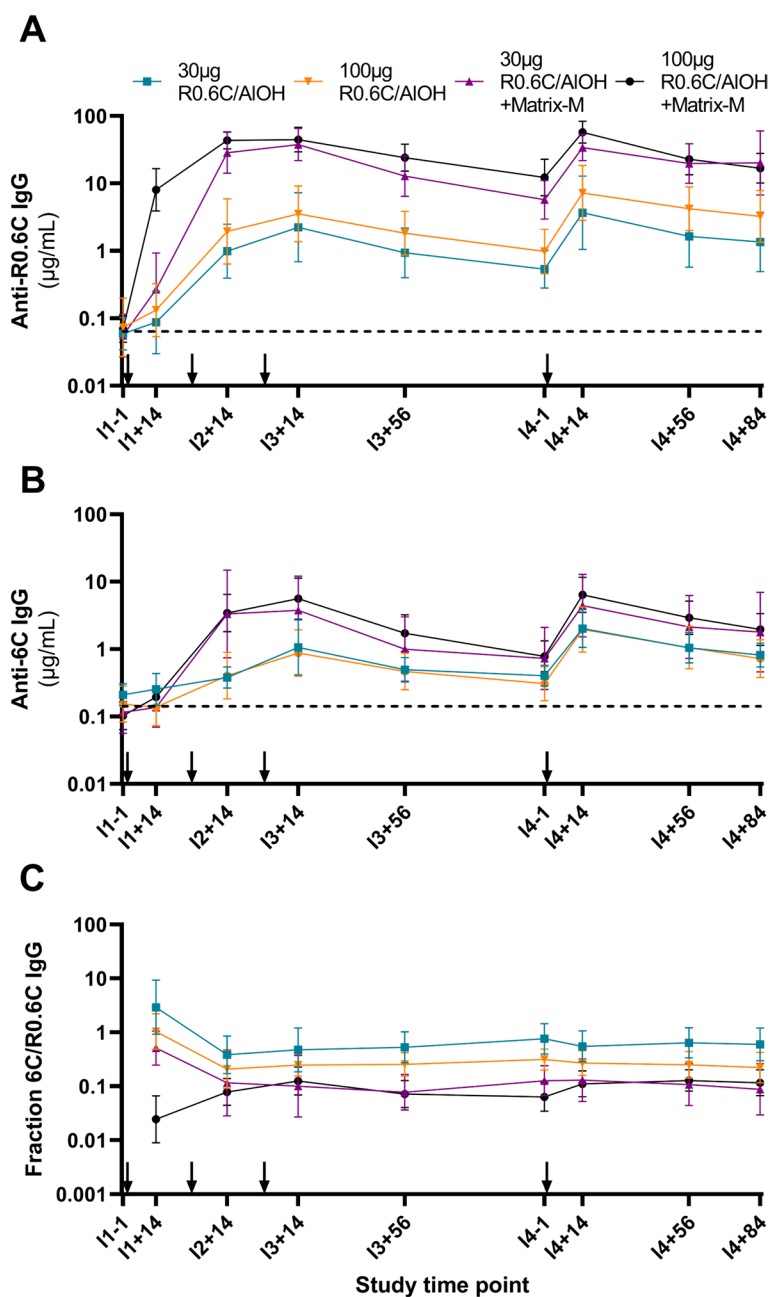 A
30µg
R0.6C/AlOH
100µg
R0.6C/AlOH
30µg
R0.6C/AlOH
+Matrix-M
100µg
R0.6C/AlOH
+Matrix-M
Anti-R0.6C IgG
(µg/mL)
100
10
1
0.1
0.01
I1-1
I1+14
I2+14
I3+14
I3+56
I4-1
I4+14
I4+56
I4+84
B
Anti-6C IgG
(µg/mL)
100
10
1
0.1
0.01
I1-1
I1+14
I2+14
I3+14
I3+56
I4-1
I4+14
I4+56
I4+84
C
Fraction 6C/R0.6C IgG
100
10
1
0.1
0.01
0.001
I1-1
I1+14
I2+14
I3+14
I3+56
I4-1
I4+14
I4+56
I4+84
Study time point